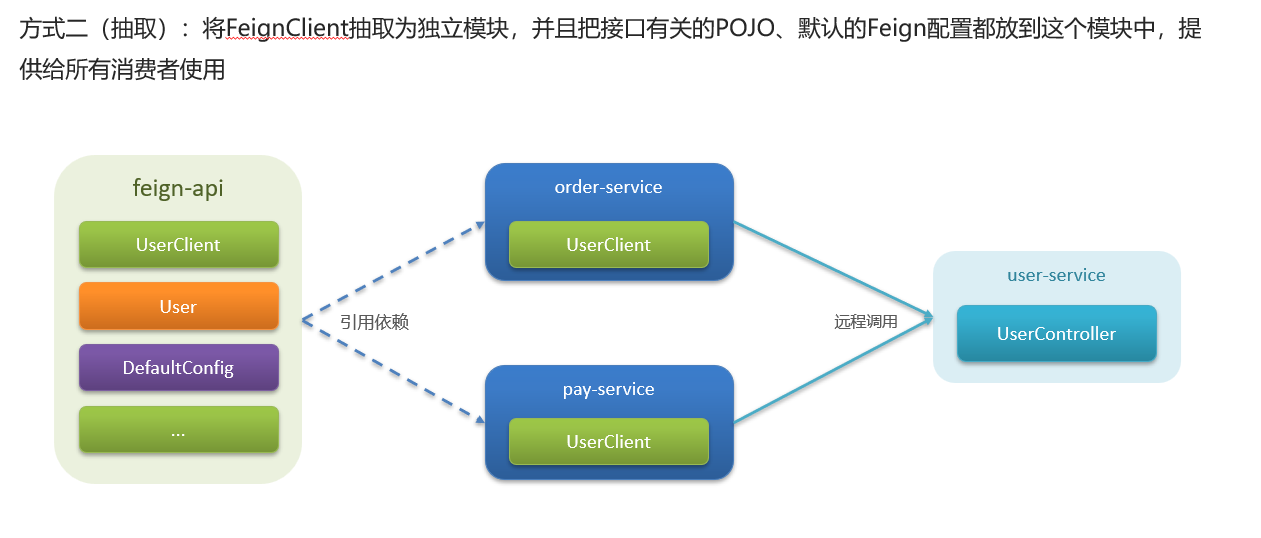 方式二（抽取）：将FeignClient抽取为独立模块，并且把接口有关的POJO、默认的Feign配置都放到这个模块中，提
供给所有消费者使用
feign-api
UserClient
User
DefaultConfig
...
引用依赖
order-service
UserClient
pay-service
UserClient
远程调用
user-service
UserController